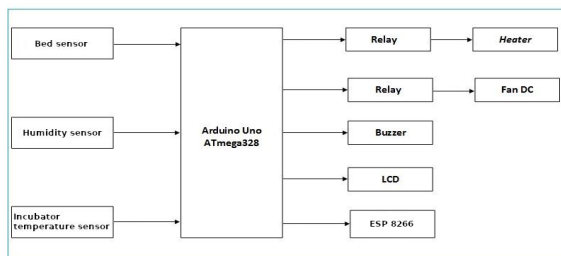 Bed sensor
Relay
Heater
Relay
Fan DC
Arduino Uno
ATmega328
Humidity sensor
Buzzer
LCD
Incubator
temperature sensor
ESP 8266